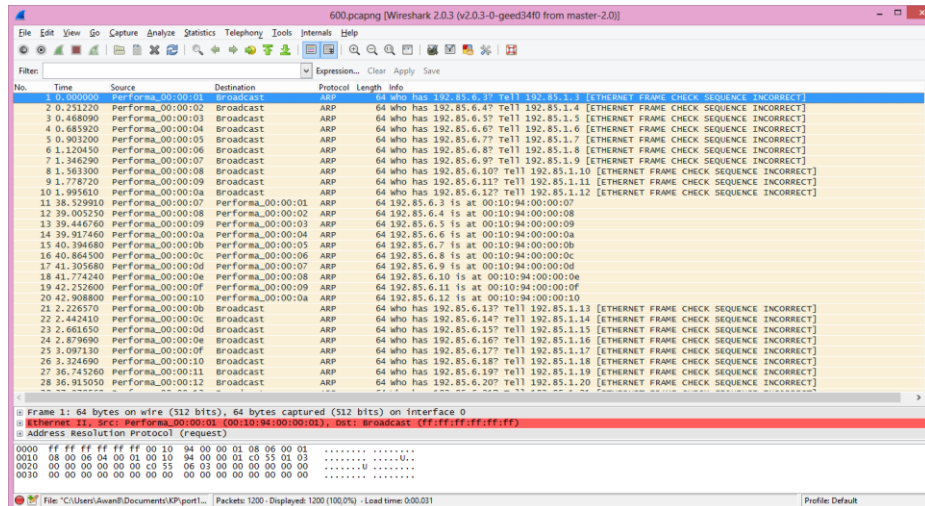 600.pcapng [Wireshark 2.0.3 (v2.0.3-0-geed34f0 from master-2.0)]
File Edit View Go Capture Analyze Statistics Telephony Tools Internals Help
Filter: Expression... Clear Apply Save
No. Time Source Destination Protocol Length Info
1 0.000000 Performa_00:00:01 Broadcast ARP 64 who has 192.85.6.3? Tell 192.85.1.3 [ETHERNET FRAME CHECK SEQUENCE INCORRECT]
2 0.251220 Performa_00:00:02 Broadcast ARP 64 who has 192.85.6.4? Tell 192.85.1.4 [ETHERNET FRAME CHECK SEQUENCE INCORRECT]
3 0.468090 Performa_00:00:03 Broadcast ARP 64 who has 192.85.6.5? Tell 192.85.1.5 [ETHERNET FRAME CHECK SEQUENCE INCORRECT]
4 0.685920 Performa_00:00:04 Broadcast ARP 64 who has 192.85.6.6? Tell 192.85.1.6 [ETHERNET FRAME CHECK SEQUENCE INCORRECT]
5 0.903200 Performa_00:00:05 Broadcast ARP 64 who has 192.85.6.7? Tell 192.85.1.7 [ETHERNET FRAME CHECK SEQUENCE INCORRECT]
6 1.120450 Performa_00:00:06 Broadcast ARP 64 who has 192.85.6.8? Tell 192.85.1.8 [ETHERNET FRAME CHECK SEQUENCE INCORRECT]
7 1.346290 Performa_00:00:07 Broadcast ARP 64 who has 192.85.6.9? Tell 192.85.1.9 [ETHERNET FRAME CHECK SEQUENCE INCORRECT]
8 1.563300 Performa_00:00:08 Broadcast ARP 64 who has 192.85.6.10? Tell 192.85.1.10 [ETHERNET FRAME CHECK SEQUENCE INCORRECT]
9 1.778720 Performa_00:00:09 Broadcast ARP 64 who has 192.85.6.11? Tell 192.85.1.11 [ETHERNET FRAME CHECK SEQUENCE INCORRECT]
10 1.995610 Performa_00:00:0a Broadcast ARP 64 who has 192.85.6.12? Tell 192.85.1.12 [ETHERNET FRAME CHECK SEQUENCE INCORRECT]
11 38.529910 Performa_00:00:07 Performa_00:00:01 ARP 64 192.85.6.3 is at 00:10:94:00:00:07
12 39.005250 Performa_00:00:08 Performa_00:00:02 ARP 64 192.85.6.4 is at 00:10:94:00:00:08
13 39.446760 Performa_00:00:09 Performa_00:00:03 ARP 64 192.85.6.5 is at 00:10:94:00:00:09
14 39.917460 Performa_00:00:0a Performa_00:00:04 ARP 64 192.85.6.6 is at 00:10:94:00:00:0a
15 40.394680 Performa_00:00:0b Performa_00:00:05 ARP 64 192.85.6.7 is at 00:10:94:00:00:0b
16 40.864500 Performa_00:00:0c Performa_00:00:06 ARP 64 192.85.6.8 is at 00:10:94:00:00:0c
17 41.305680 Performa_00:00:0d Performa_00:00:07 ARP 64 192.85.6.9 is at 00:10:94:00:00:0d
18 41.774240 Performa_00:00:0e Performa_00:00:08 ARP 64 192.85.6.10 is at 00:10:94:00:00:0e
19 42.252600 Performa_00:00:0f Performa_00:00:09 ARP 64 192.85.6.11 is at 00:10:94:00:00:0f
20 42.908800 Performa_00:00:10 Performa_00:00:0a ARP 64 192.85.6.12 is at 00:10:94:00:00:10
21 2.226570 Performa_00:00:0b Broadcast ARP 64 who has 192.85.6.13? Tell 192.85.1.13 [ETHERNET FRAME CHECK SEQUENCE INCORRECT]
22 2.442410 Performa_00:00:0c Broadcast ARP 64 who has 192.85.6.14? Tell 192.85.1.14 [ETHERNET FRAME CHECK SEQUENCE INCORRECT]
23 2.661650 Performa_00:00:0d Broadcast ARP 64 who has 192.85.6.15? Tell 192.85.1.15 [ETHERNET FRAME CHECK SEQUENCE INCORRECT]
24 2.879690 Performa_00:00:0e Broadcast ARP 64 who has 192.85.6.16? Tell 192.85.1.16 [ETHERNET FRAME CHECK SEQUENCE INCORRECT]
25 3.097130 Performa_00:00:0f Broadcast ARP 64 who has 192.85.6.17? Tell 192.85.1.17 [ETHERNET FRAME CHECK SEQUENCE INCORRECT]
26 3.324690 Performa_00:00:10 Broadcast ARP 64 who has 192.85.6.18? Tell 192.85.1.18 [ETHERNET FRAME CHECK SEQUENCE INCORRECT]
27 36.745260 Performa_00:00:11 Broadcast ARP 64 who has 192.85.6.19? Tell 192.85.1.19 [ETHERNET FRAME CHECK SEQUENCE INCORRECT]
28 36.915050 Performa_00:00:12 Broadcast ARP 64 who has 192.85.6.20? Tell 192.85.1.20 [ETHERNET FRAME CHECK SEQUENCE INCORRECT]
Frame 1: 64 bytes on wire (512 bits), 64 bytes captured (512 bits) on interface 0
Ethernet II, Src: Performa_00:00:01 (00:10:94:00:00:01), Dst: Broadcast (ff:ff:ff:ff:ff:ff)
Address Resolution Protocol (request)
0000 ff ff ff ff ff ff 00 10 94 00 00 01 08 06 00 01 ........ ........
0010 08 00 06 04 00 01 00 10 94 00 00 01 c0 55 01 03 ........ .....U..
0020 00 00 00 00 00 00 c0 55 06 03 00 00 00 00 00 00 .......U ........
0030 00 00 00 00 00 00 00 00 00 00 00 00 00 00 00 00 ........ ........
File: "C:\Users\AwanB\Documents\KP\port1... Packets: 1200 · Displayed: 1200 (100,0%) · Load time: 0:00.031 Profile: Default